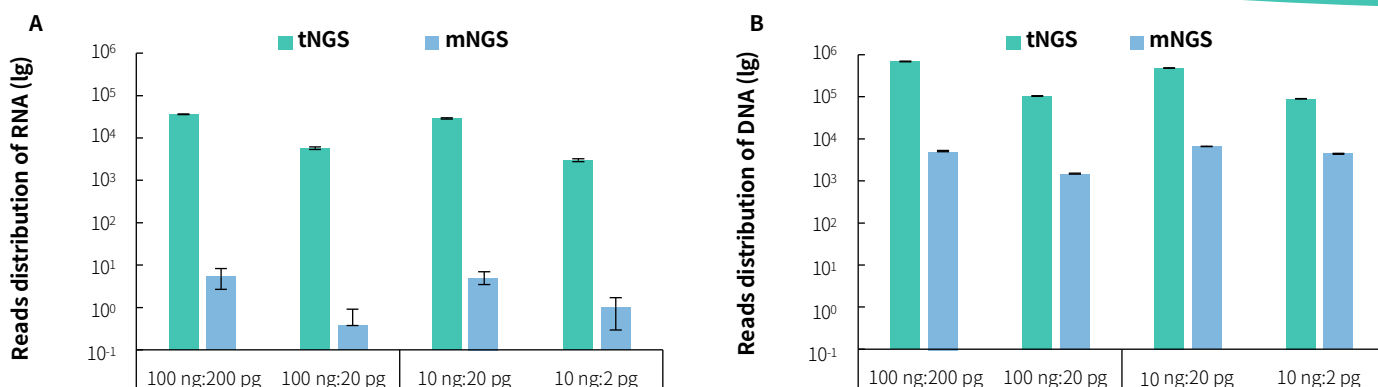 A
tNGS mNGS
Reads distribution of RNA (lg)
10⁶
10⁵
10⁴
10³
10²
10¹
10⁰
10⁻¹
100 ng:200 pg 100 ng:20 pg 10 ng:20 pg 10 ng:2 pg
B
tNGS mNGS
Reads distribution of DNA (lg)
10⁶
10⁵
10⁴
10³
10²
10¹
10⁰
10⁻¹
100 ng:200 pg 100 ng:20 pg 10 ng:20 pg 10 ng:2 pg